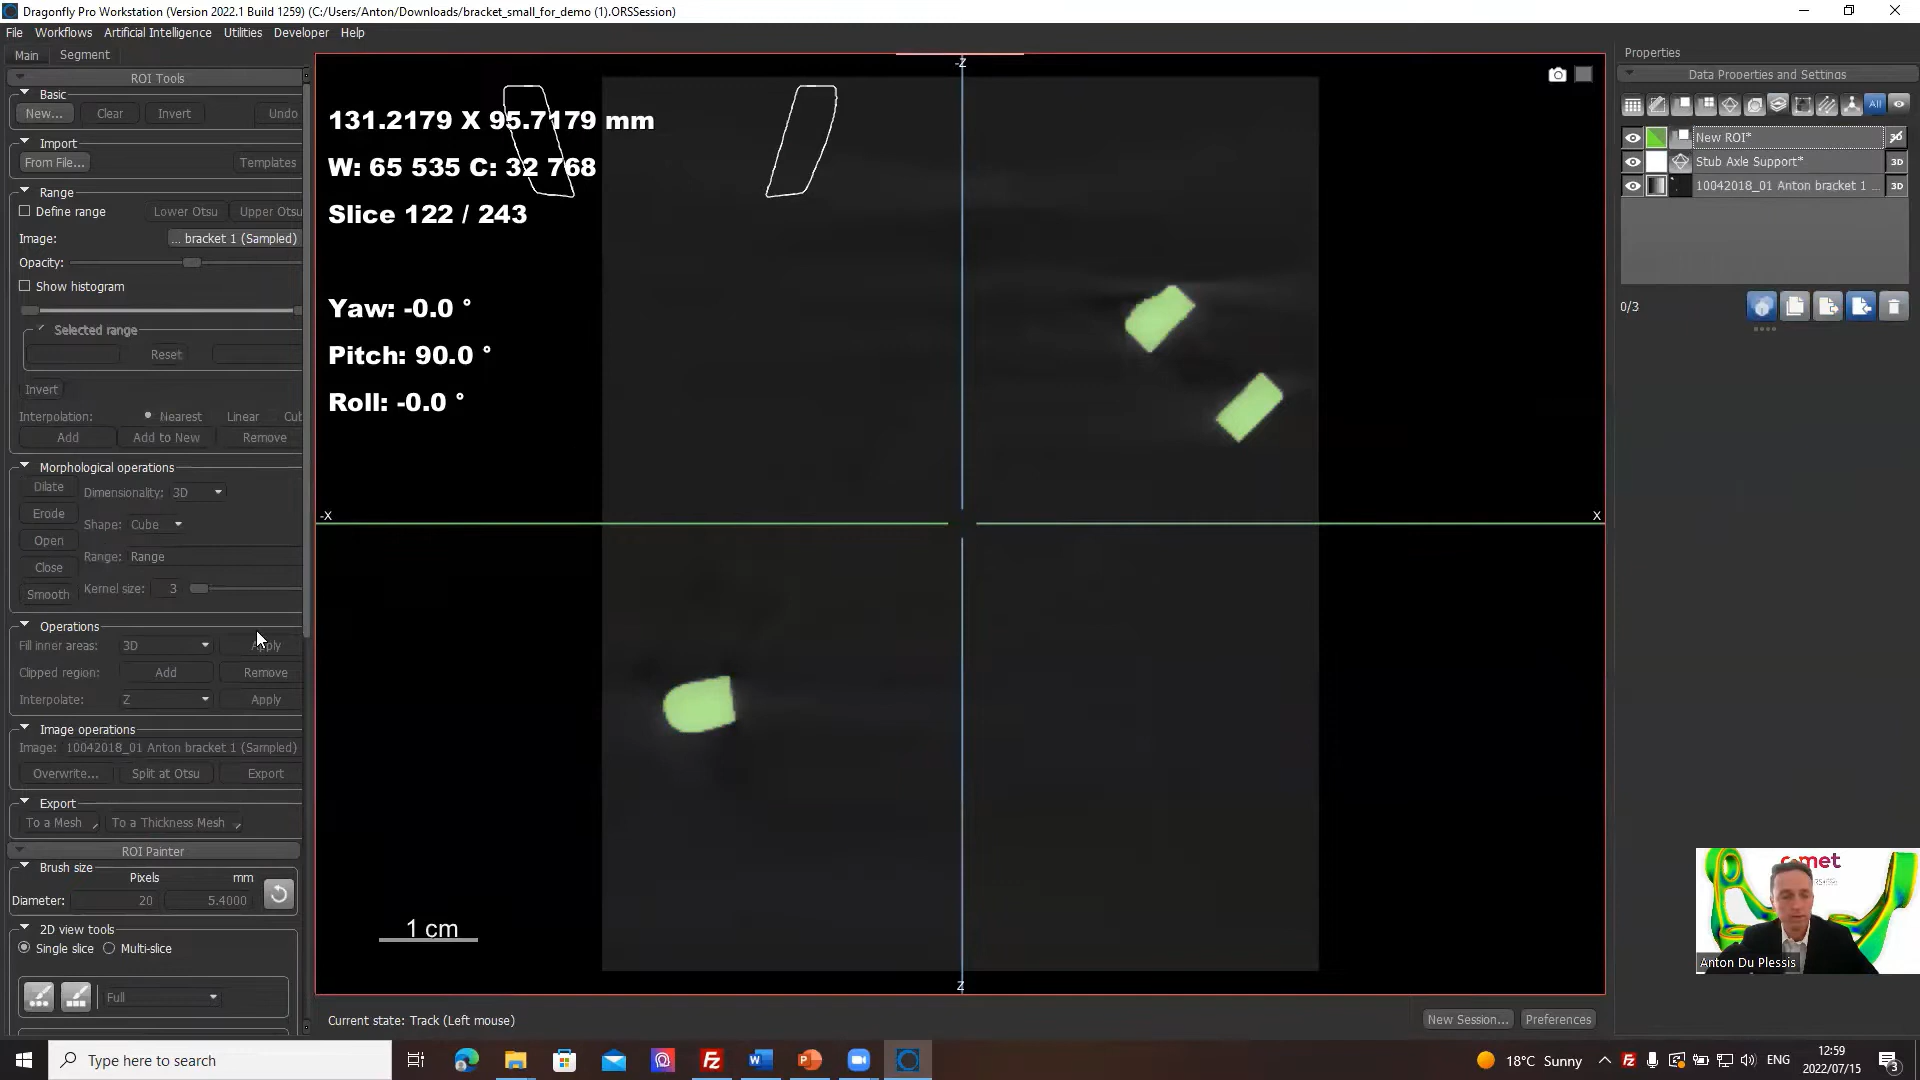 Dragonfly Pro Workstation (Version 2022.1 Build 1259) (C:/Users/Anton/Downloads/bracket_small_for_demo (1).ORSSession)
File Workflows Artificial Intelligence Utilities Developer Help
Main Segment
ROI Tools
Basic
New... Clear Invert Undo
Import
From File... Templates
Range
Define range Lower Otsu Upper Otsu
Image: ... bracket 1 (Sampled)
Opacity:
Show histogram
Selected range
Reset
Invert
Interpolation: Nearest Linear Cub
Add Add to New Remove
Morphological operations
Dilate Dimensionality: 3D
Erode Shape: Cube
Open Range: Range
Close Kernel size: 3
Smooth
Operations
Fill inner areas: 3D Apply
Clipped region: Add Remove
Interpolate: Z Apply
Image operations
Image: 10042018_01 Anton bracket 1 (Sampled)
Overwrite... Split at Otsu Export
Export
To a Mesh To a Thickness Mesh
ROI Painter
Brush size
Pixels mm
Diameter: 20 5.4000
2D view tools
Single slice Multi-slice
Full
131.2179 X 95.7179 mm
W: 65 535 C: 32 768
Slice 122 / 243
Yaw: -0.0 °
Pitch: 90.0 °
Roll: -0.0 °
-Z
-X
X
Z
1 cm
Current state: Track (Left mouse)
New Session... Preferences
Properties
Data Properties and Settings
All
New ROI*
Stub Axle Support* 3D
10042018_01 Anton bracket 1 ... 3D
0/3
Anton Du Plessis
Type here to search
18°C Sunny
ENG
12:59
2022/07/15
3